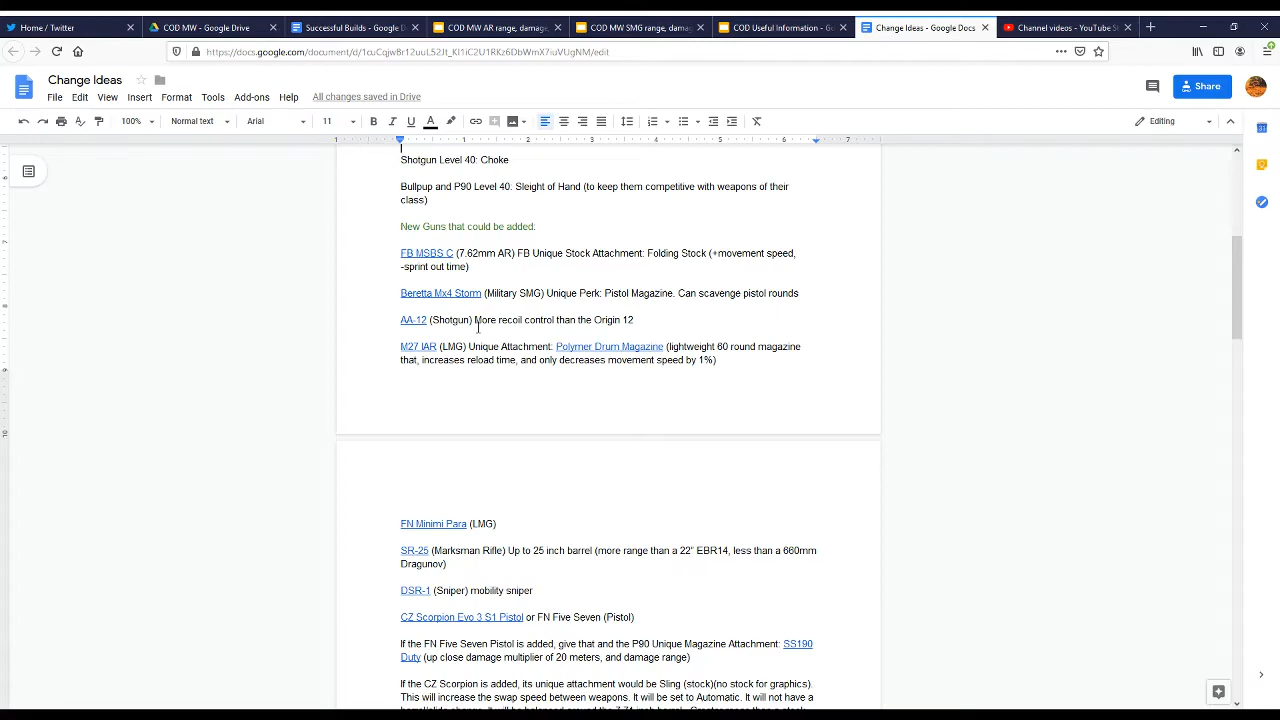 Home / Twitter
COD MW - Google Drive
Successful Builds - Google D
COD MW AR range, damage
COD MW SMG range, dama
COD Useful Information - Go
Change Ideas - Google Docs
Channel videos - YouTube St
https://docs.google.com/document/d/1cuCqjwBr12uuL52Jt_KI1iC2U1RKz6DbWmX7iuVUgNM/edit
Change Ideas
File Edit View Insert Format Tools Add-ons Help All changes saved in Drive
Share
100% Normal text Arial 11 Editing
Shotgun Level 40: Choke
Bullpup and P90 Level 40: Sleight of Hand (to keep them competitive with weapons of their
class)
New Guns that could be added:
FB MSBS C (7.62mm AR) FB Unique Stock Attachment: Folding Stock (+movement speed,
-sprint out time)
Beretta Mx4 Storm (Military SMG) Unique Perk: Pistol Magazine. Can scavenge pistol rounds
AA-12 (Shotgun) More recoil control than the Origin 12
M27 IAR (LMG) Unique Attachment: Polymer Drum Magazine (lightweight 60 round magazine
that, increases reload time, and only decreases movement speed by 1%)
FN Minimi Para (LMG)
SR-25 (Marksman Rifle) Up to 25 inch barrel (more range than a 22" EBR14, less than a 660mm
Dragunov)
DSR-1 (Sniper) mobility sniper
CZ Scorpion Evo 3 S1 Pistol or FN Five Seven (Pistol)
If the FN Five Seven Pistol is added, give that and the P90 Unique Magazine Attachment: SS190
Duty (up close damage multiplier of 20 meters, and damage range)
If the CZ Scorpion is added, its unique attachment would be Sling (stock)(no stock for graphics).
This will increase the swap speed between weapons. It will be set to Automatic. It will not have a